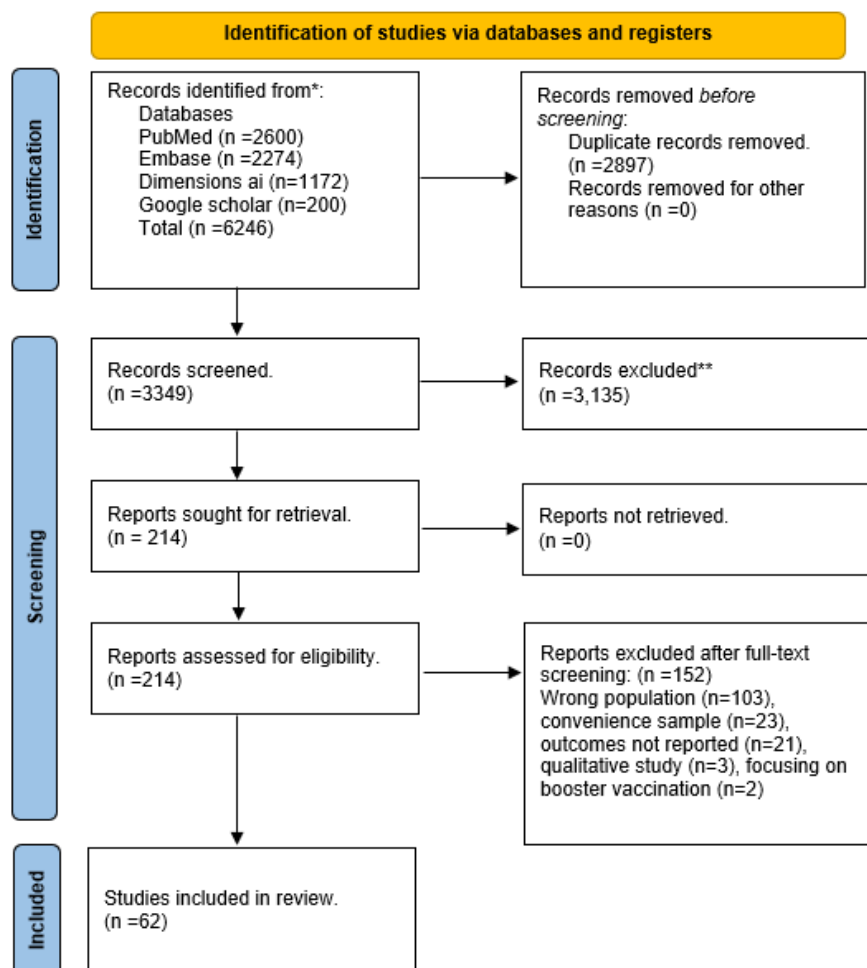 Identification of studies via databases and registers
Identification
Records identified from*:
Databases
PubMed (n =2600)
Embase (n =2274)
Dimensions ai (n=1172)
Google scholar (n=200)
Total (n =6246)
Records removed before
screening:
Duplicate records removed.
(n =2897)
Records removed for other
reasons (n =0)
Screening
Records screened.
(n =3349)
Records excluded**
(n =3,135)
Reports sought for retrieval.
(n = 214)
Reports not retrieved.
(n =0)
Reports assessed for eligibility.
(n =214)
Reports excluded after full-text
screening: (n =152)
Wrong population (n=103),
convenience sample (n=23),
outcomes not reported (n=21),
qualitative study (n=3), focusing on
booster vaccination (n=2)
Included
Studies included in review.
(n =62)